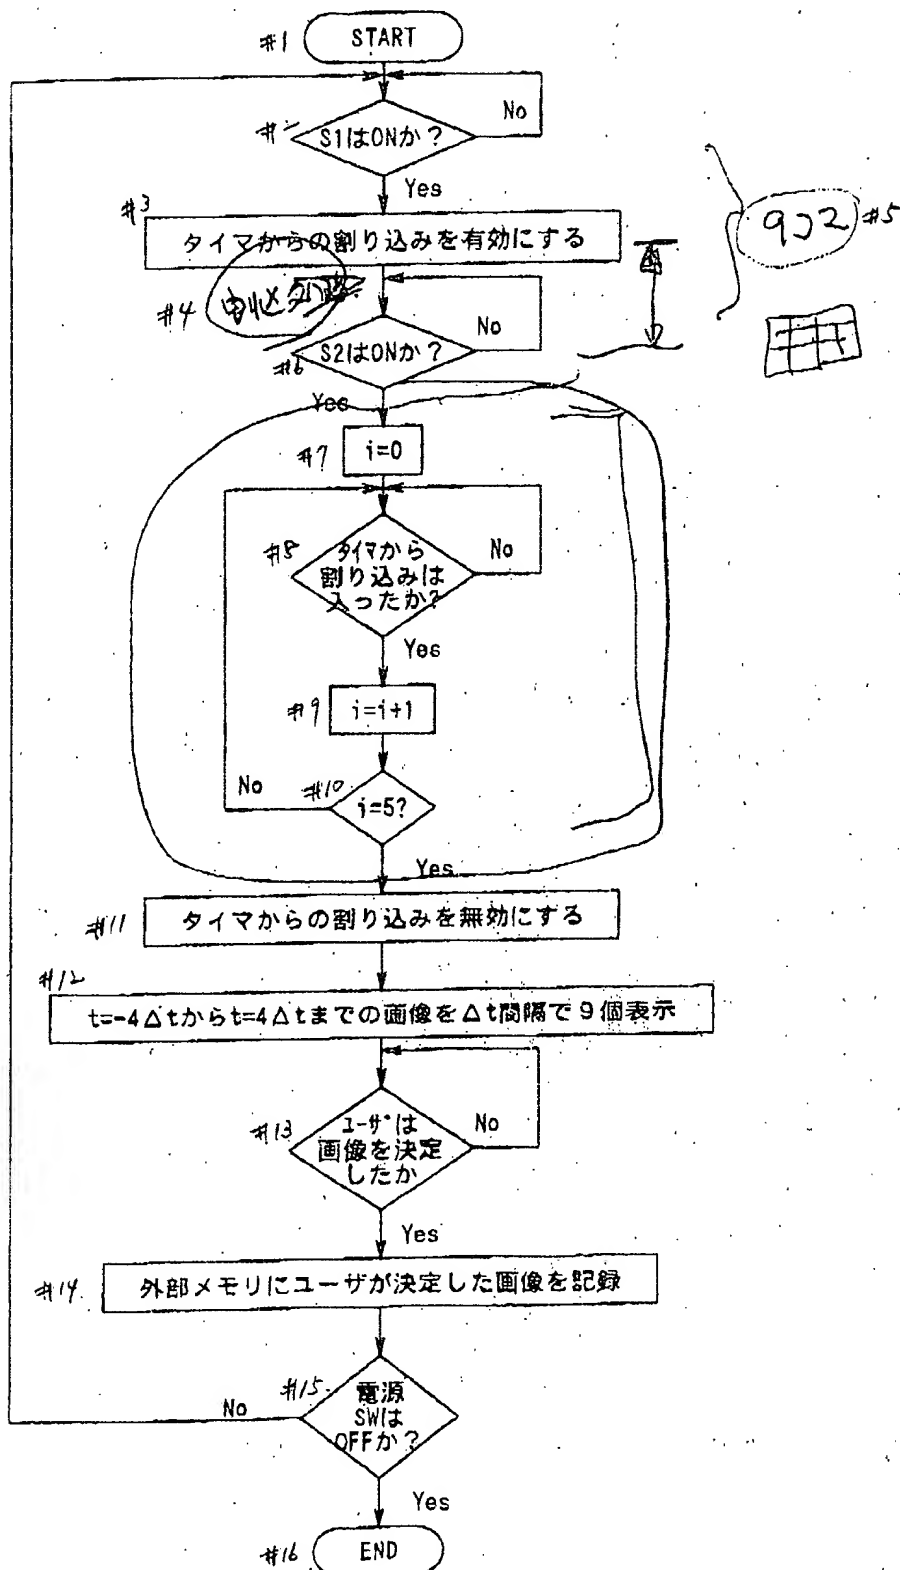 #1 START
No
#2 S1はONか?
Yes
#3
タイマからの割り込みを有効にする
#5
#4
No
#6 S2はONか?
Yes
#7 i=0
#8 タイマから
割り込みは
入ったか?
No
Yes
#9 i=i+1
No
#10 i=5?
Yes
#11 タイマからの割り込みを無効にする
#12
t=-4Δtからt=4Δtまでの画像をΔt間隔で9個表示
#13 ユーザは
画像を決定
したか
No
Yes
#14. 外部メモリにユーザが決定した画像を記録
#15. 電源
SWは
OFFか?
No
Yes
#16 END